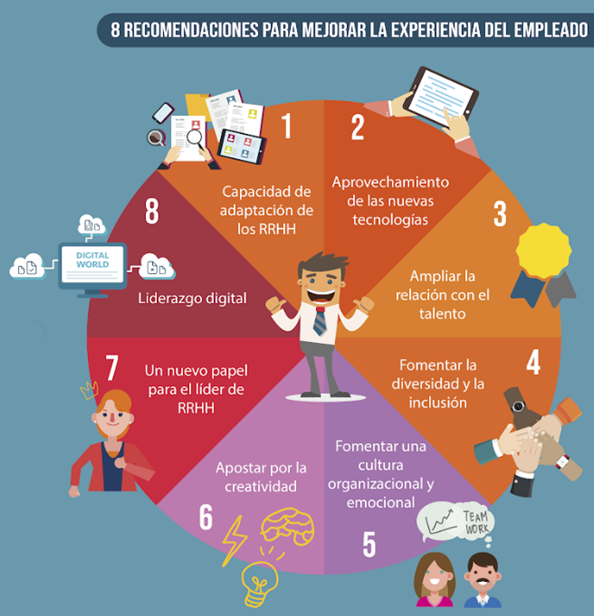 8 RECOMENDACIONES PARA MEJORAR LA EXPERIENCIA DEL EMPLEADO
1
Capacidad de
adaptación de
los RRHH
2
Aprovechamiento
de las nuevas
tecnologías
3
Ampliar la
relación con el
talento
4
Fomentar la
diversidad y la
inclusión
5
Fomentar una
cultura
organizacional y
emocional
TEAM
WORK
6
Apostar por la
creatividad
7
Un nuevo papel
para el líder de
RRHH
8
Liderazgo digital
DIGITAL
WORLD